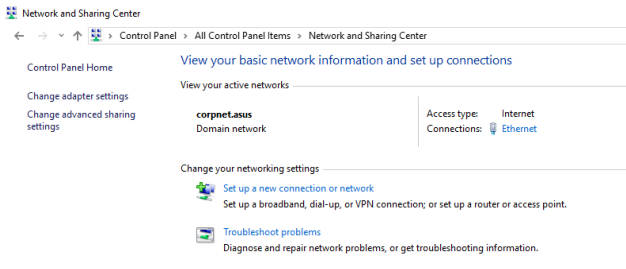 Network and Sharing Center
Control Panel > All Control Panel Items > Network and Sharing Center
Control Panel Home
Change adapter settings
Change advanced sharing
settings
View your basic network information and set up connections
View your active networks
corpnet.asus
Domain network
Access type: Internet
Connections: Ethernet
Change your networking settings
Set up a new connection or network
Set up a broadband, dial-up, or VPN connection; or set up a router or access point.
Troubleshoot problems
Diagnose and repair network problems, or get troubleshooting information.